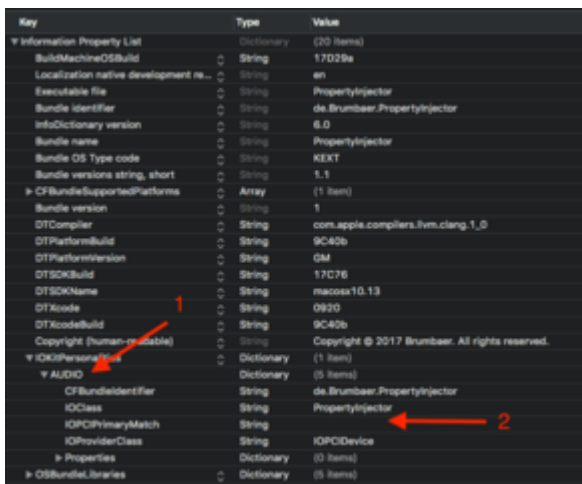 Key Type Value
Information Property List Dictionary (20 items)
BuildMachineOSBuild String 17D29a
Localization native development re... String en
Executable file String PropertyInjector
Bundle identifier String de.Brumbaer.PropertyInjector
InfoDictionary version String 6.0
Bundle name String PropertyInjector
Bundle OS Type code String KEXT
Bundle versions string, short String 1.1
CFBundleSupportedPlatforms Array (1 item)
Bundle version String 1
DTCompiler String com.apple.compilers.llvm.clang.1_0
DTPlatformBuild String 9C40b
DTPlatformVersion String GM
DTSDKBuild String 17C76
DTSDKName String macosx10.13
DTXcode String 0920
DTXcodeBuild String 9C40b
Copyright (human-readable) String Copyright © 2017 Brumbaer. All rights reserved.
1
IOKitPersonalities Dictionary (1 item)
AUDIO Dictionary (5 items)
CFBundleIdentifier String de.Brumbaer.PropertyInjector
IOClass String PropertyInjector
IOPCIPrimaryMatch String
2
IOProviderClass String IOPCIDevice
Properties Dictionary (0 items)
OSBundleLibraries Dictionary (5 items)